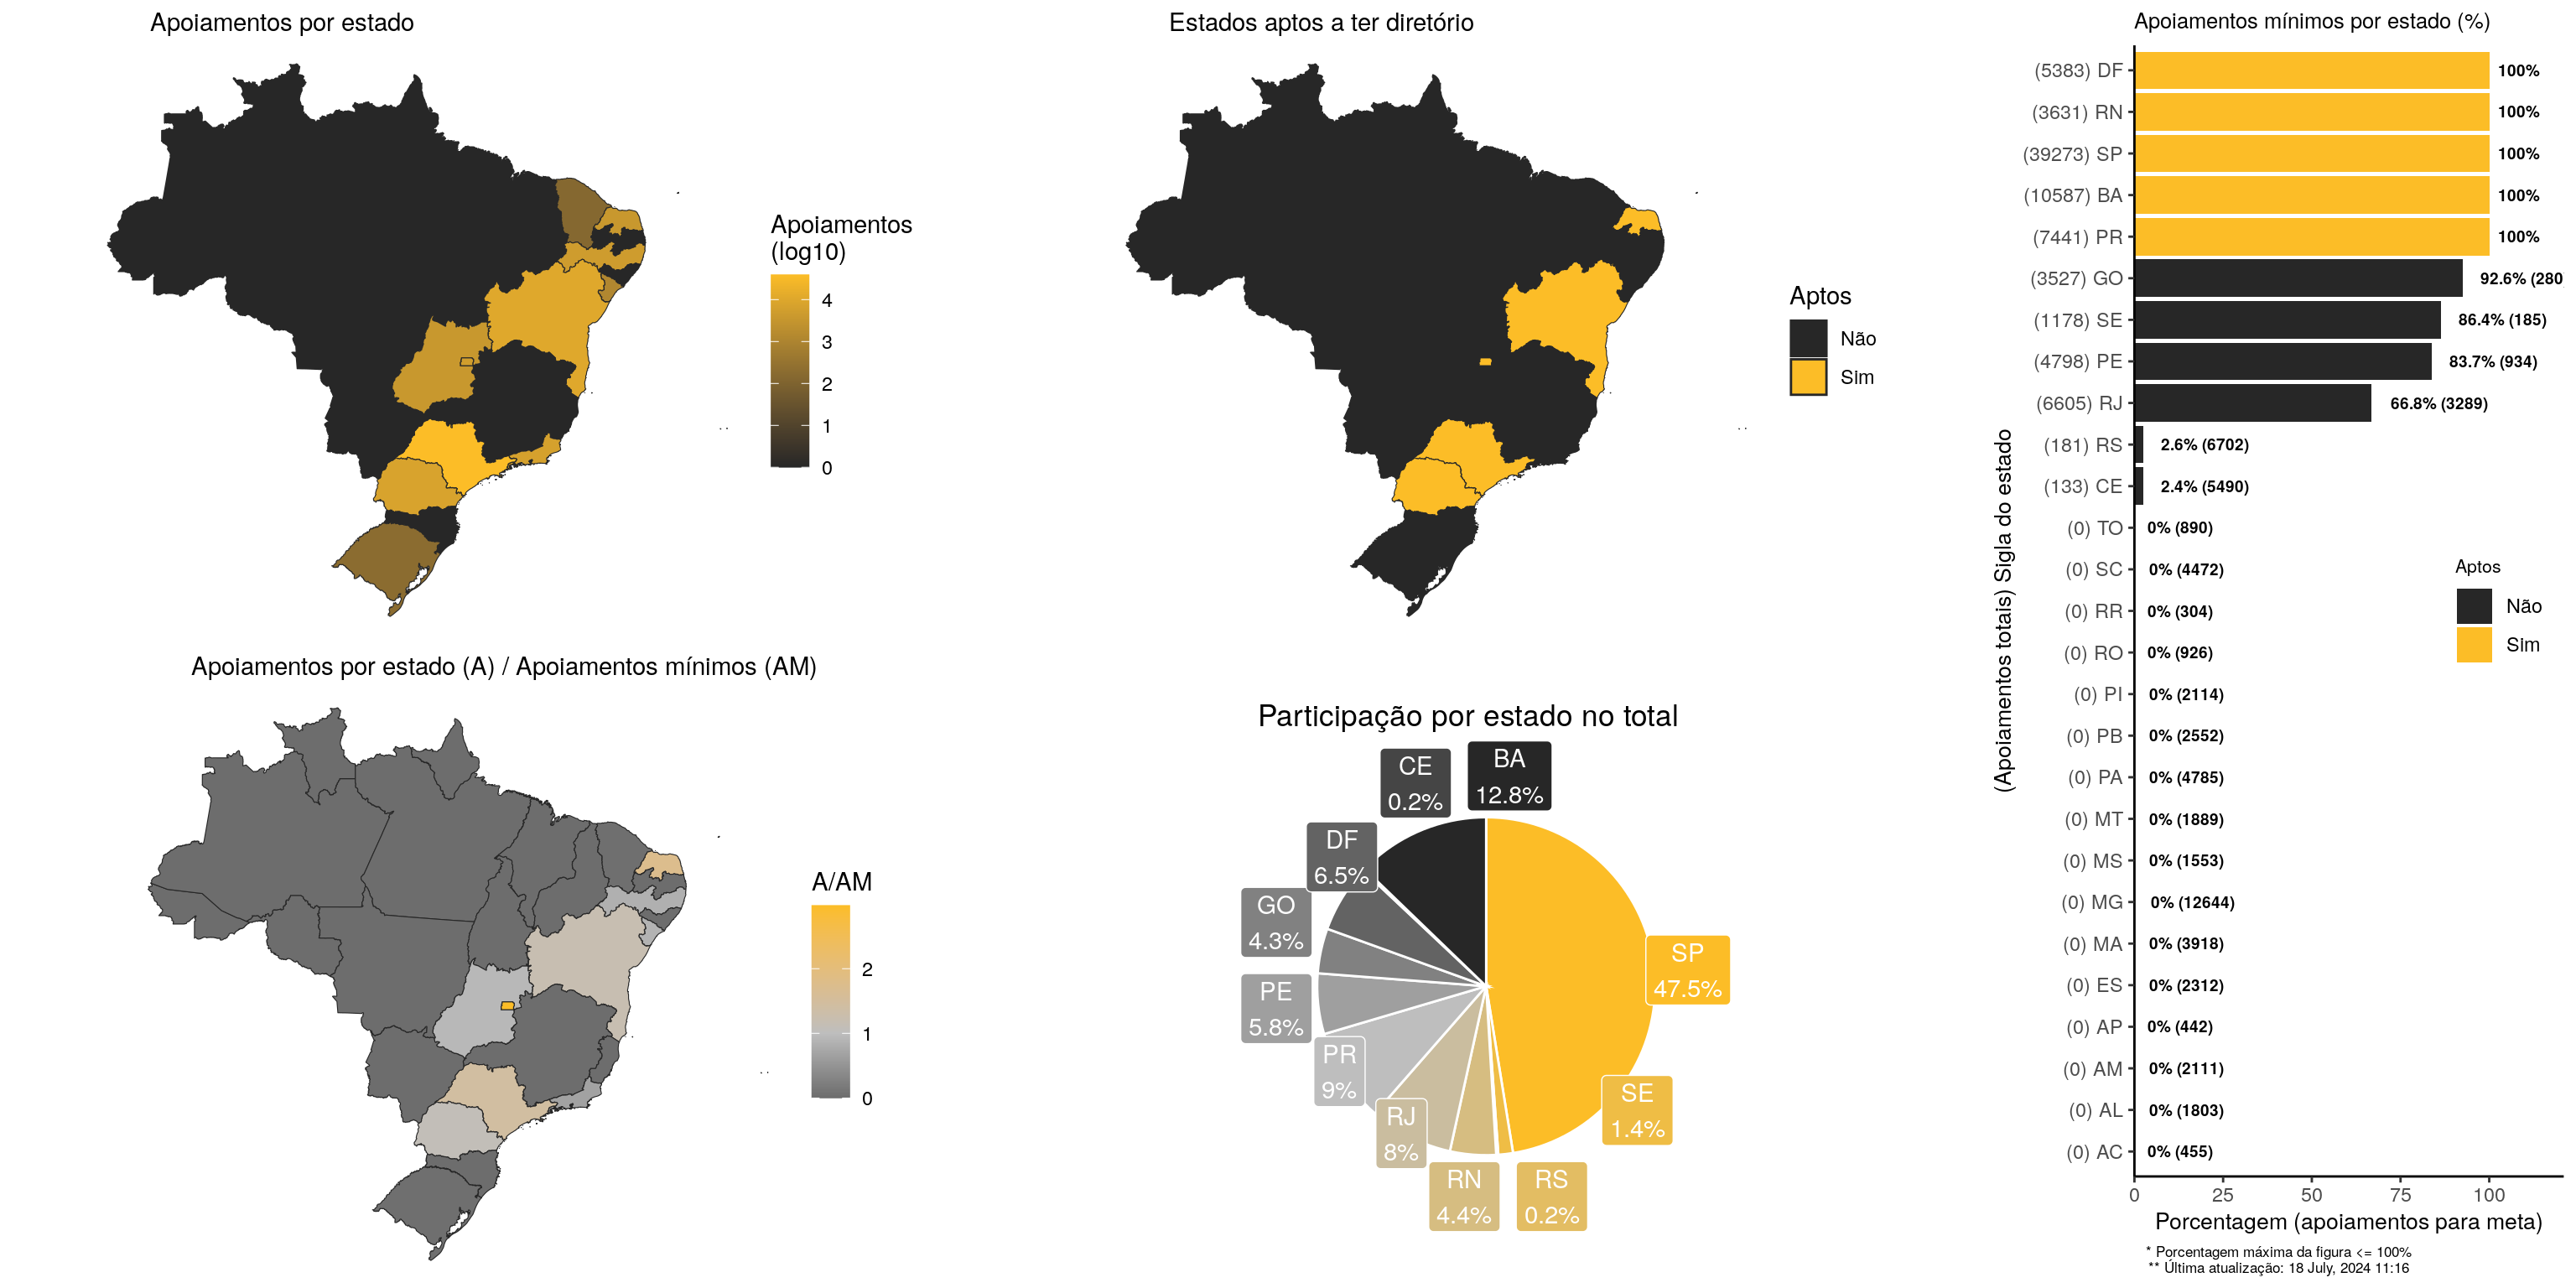 Apoiamentos por estado
Apoiamentos
(log10)
4
3
2
1
0
Estados aptos a ter diretório
Aptos
Não
Sim
Apoiamentos por estado (A) / Apoiamentos mínimos (AM)
A/AM
2
1
0
Participação por estado no total
CE
0.2%
BA
12.8%
DF
6.5%
GO
4.3%
PE
5.8%
PR
9%
RJ
8%
RN
4.4%
RS
0.2%
SE
1.4%
SP
47.5%
Apoiamentos mínimos por estado (%)
(Apoiamentos totais) Sigla do estado
(5383) DF 100%
(3631) RN 100%
(39273) SP 100%
(10587) BA 100%
(7441) PR 100%
(3527) GO 92.6% (280
(1178) SE 86.4% (185)
(4798) PE 83.7% (934)
(6605) RJ 66.8% (3289)
(181) RS 2.6% (6702)
(133) CE 2.4% (5490)
(0) TO 0% (890)
(0) SC 0% (4472)
(0) RR 0% (304)
(0) RO 0% (926)
(0) PI 0% (2114)
(0) PB 0% (2552)
(0) PA 0% (4785)
(0) MT 0% (1889)
(0) MS 0% (1553)
(0) MG 0% (12644)
(0) MA 0% (3918)
(0) ES 0% (2312)
(0) AP 0% (442)
(0) AM 0% (2111)
(0) AL 0% (1803)
(0) AC 0% (455)
Aptos
Não
Sim
0 25 50 75 100
Porcentagem (apoiamentos para meta)
* Porcentagem máxima da figura <= 100%
** Última atualização: 18 July, 2024 11:16